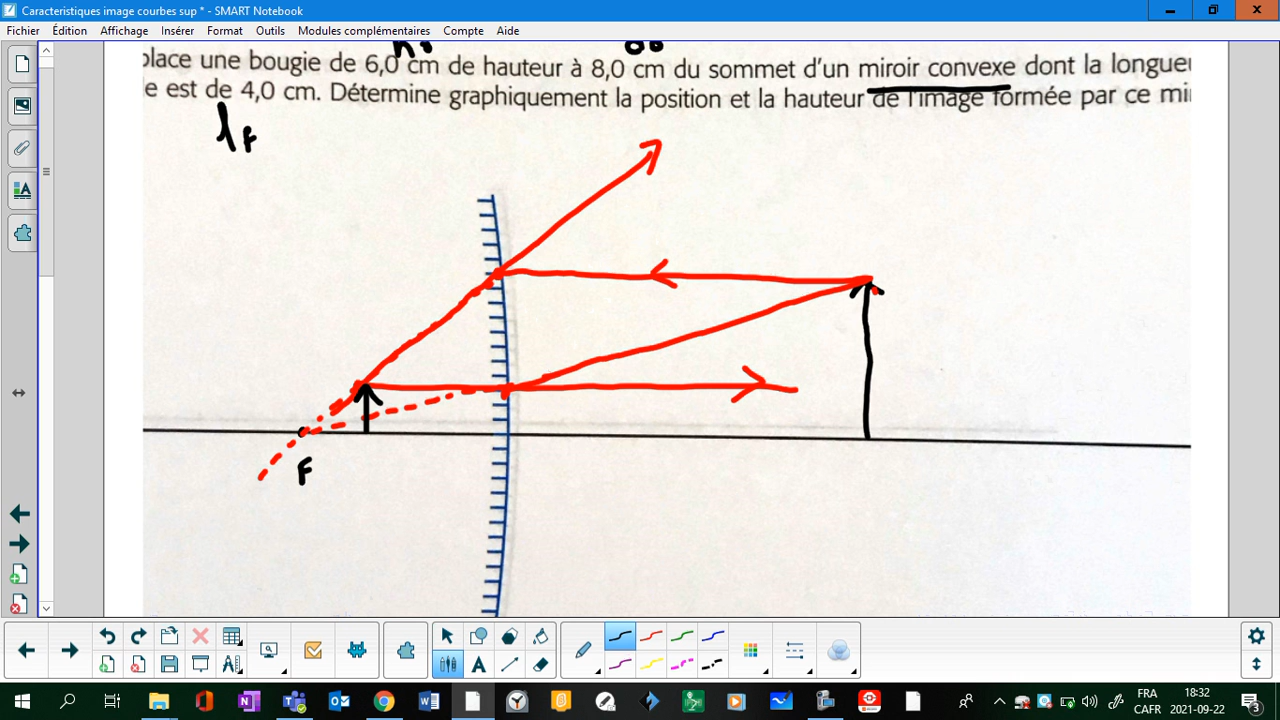 Caracteristiques image courbes sup * - SMART Notebook
Fichier Édition Affichage Insérer Format Outils Modules complémentaires Compte Aide
place une bougie de 6,0 cm de hauteur à 8,0 cm du sommet d'un miroir convexe dont la
e est de 4,0 cm. Détermine graphiquement la position et la hauteur de l'image formée par ce
lF
F
FRA
CAFR
18:32
2021-09-22
3